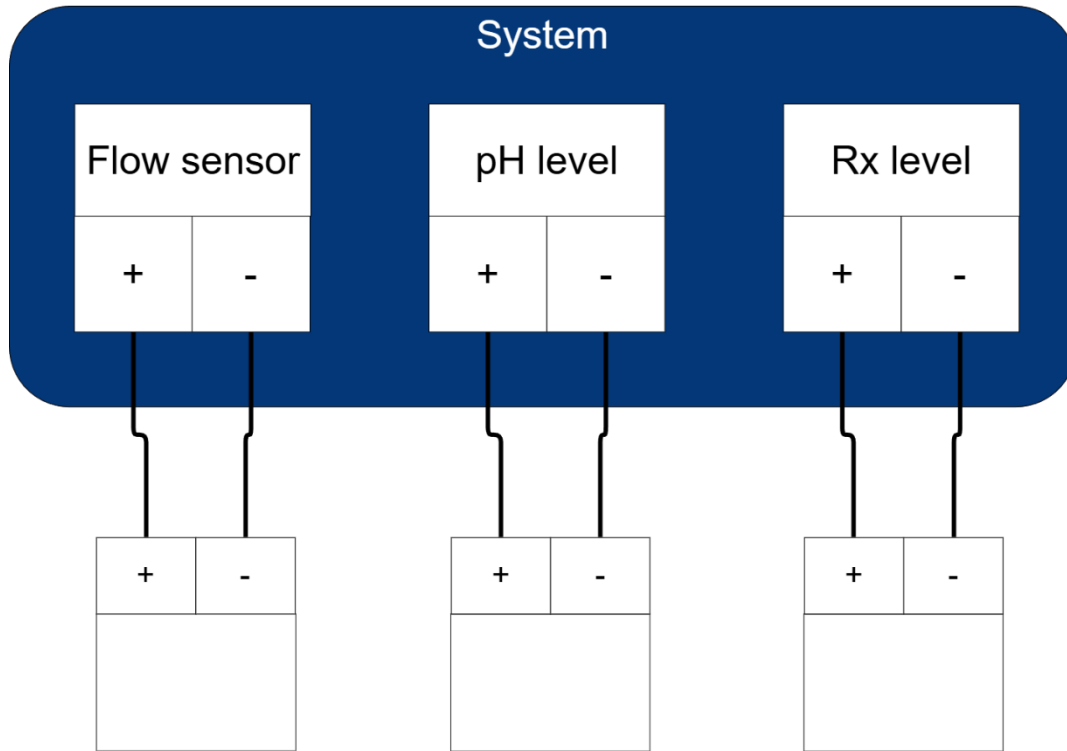 System
Flow sensor pH level Rx level
+ - + - + -
+ - + - + -